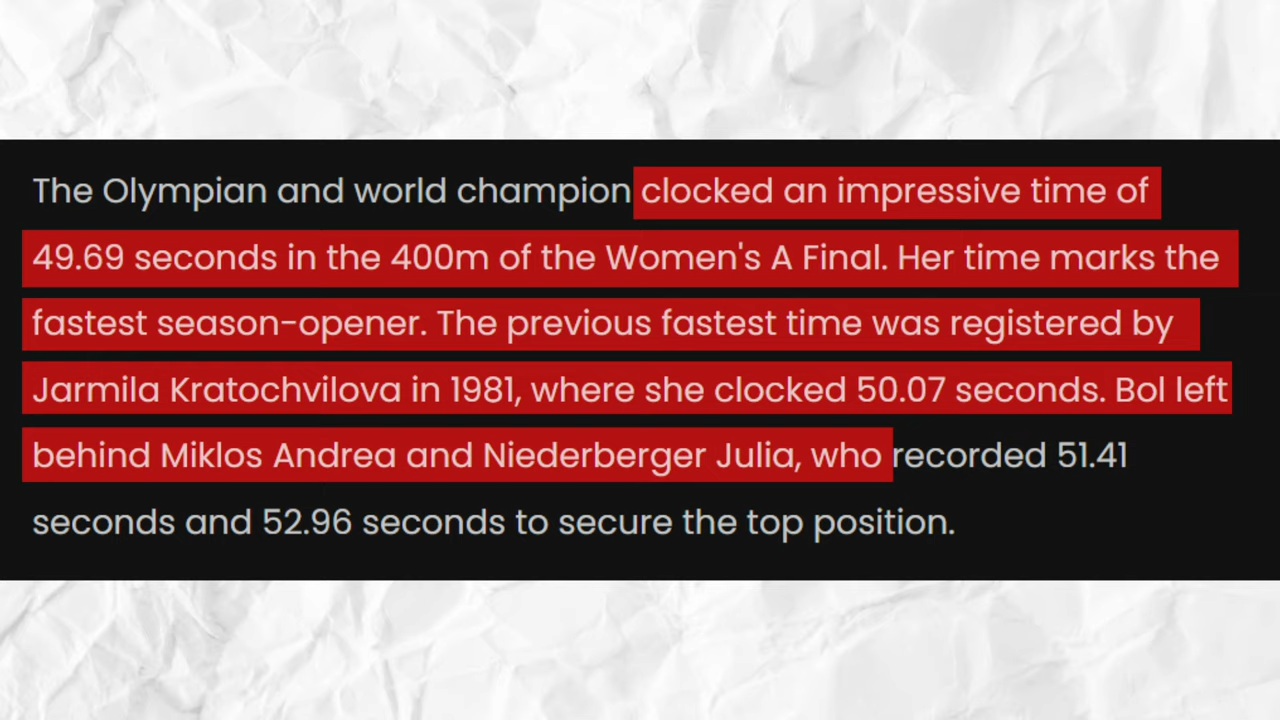 The Olympian and world champion clocked an impressive time of
49.69 seconds in the 400m of the Women's A Final. Her time marks the
fastest season-opener. The previous fastest time was registered by
Jarmila Kratochvilova in 1981, where she clocked 50.07 seconds. Bol left
behind Miklos Andrea and Niederberger Julia, who recorded 51.41
seconds and 52.96 seconds to secure the top position.